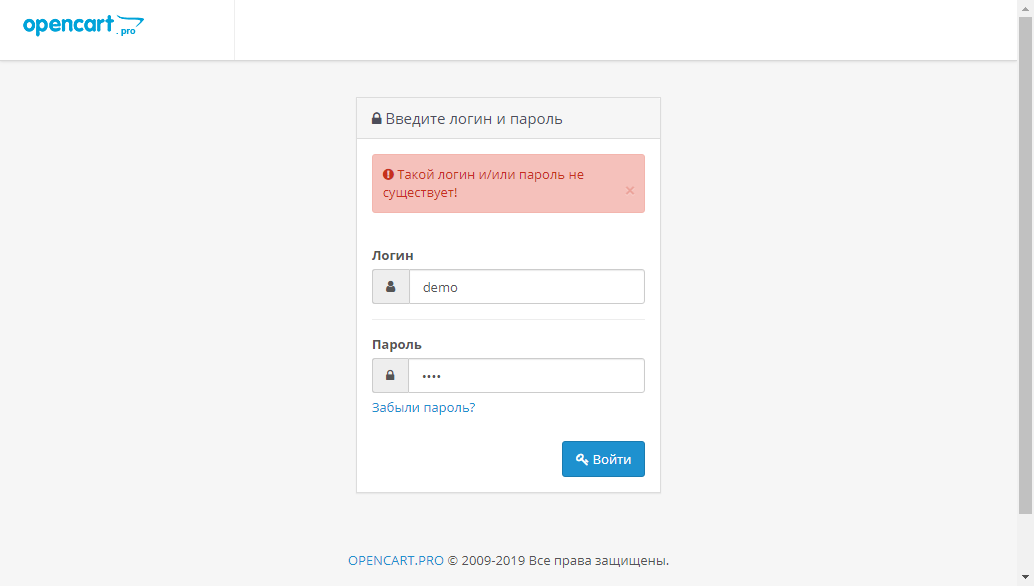 opencart
.pro
Введите логин и пароль
Такой логин и/или пароль не
существует!
×
Логин
demo
Пароль
••••
Забыли пароль?
Войти
OPENCART.PRO © 2009-2019 Все права защищены.